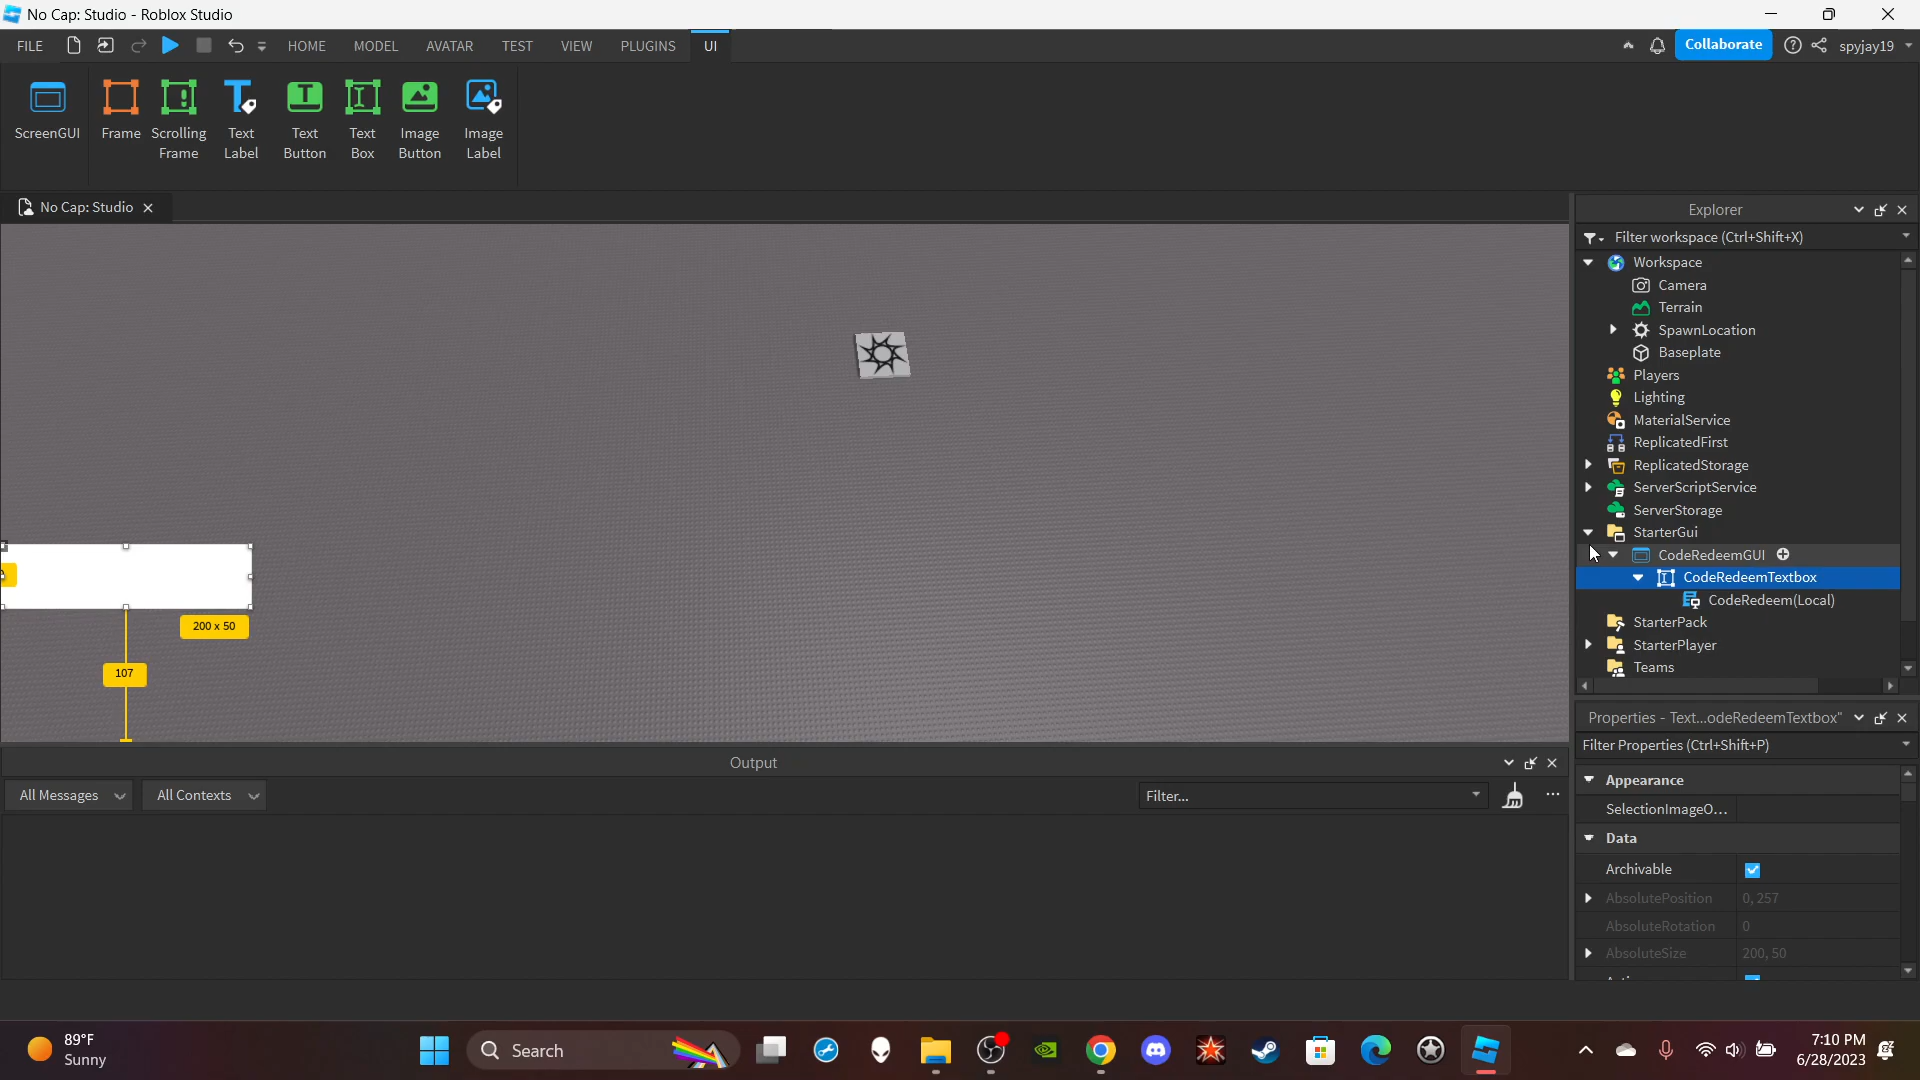 No Cap: Studio - Roblox Studio
FILE
HOME
MODEL
AVATAR
TEST
VIEW
PLUGINS
UI
Collaborate
spyjay19
ScreenGUI
Frame
Scrolling
Frame
Text
Label
Text
Button
Text
Box
Image
Button
Image
Label
No Cap: Studio
Explorer
Filter workspace (Ctrl+Shift+X)
Workspace
Camera
Terrain
SpawnLocation
Baseplate
Players
Lighting
MaterialService
ReplicatedFirst
ReplicatedStorage
ServerScriptService
ServerStorage
StarterGui
CodeRedeemGUI
CodeRedeemTextbox
CodeRedeem(Local)
StarterPack
StarterPlayer
Teams
200 x 50
107
Output
All Messages
All Contexts
Filter...
Properties - Text...odeRedeemTextbox"
Filter Properties (Ctrl+Shift+P)
Appearance
SelectionImageO...
Data
Archivable
AbsolutePosition 0, 257
AbsoluteRotation 0
AbsoluteSize 200, 50
89°F
Sunny
Search
7:10 PM
6/28/2023